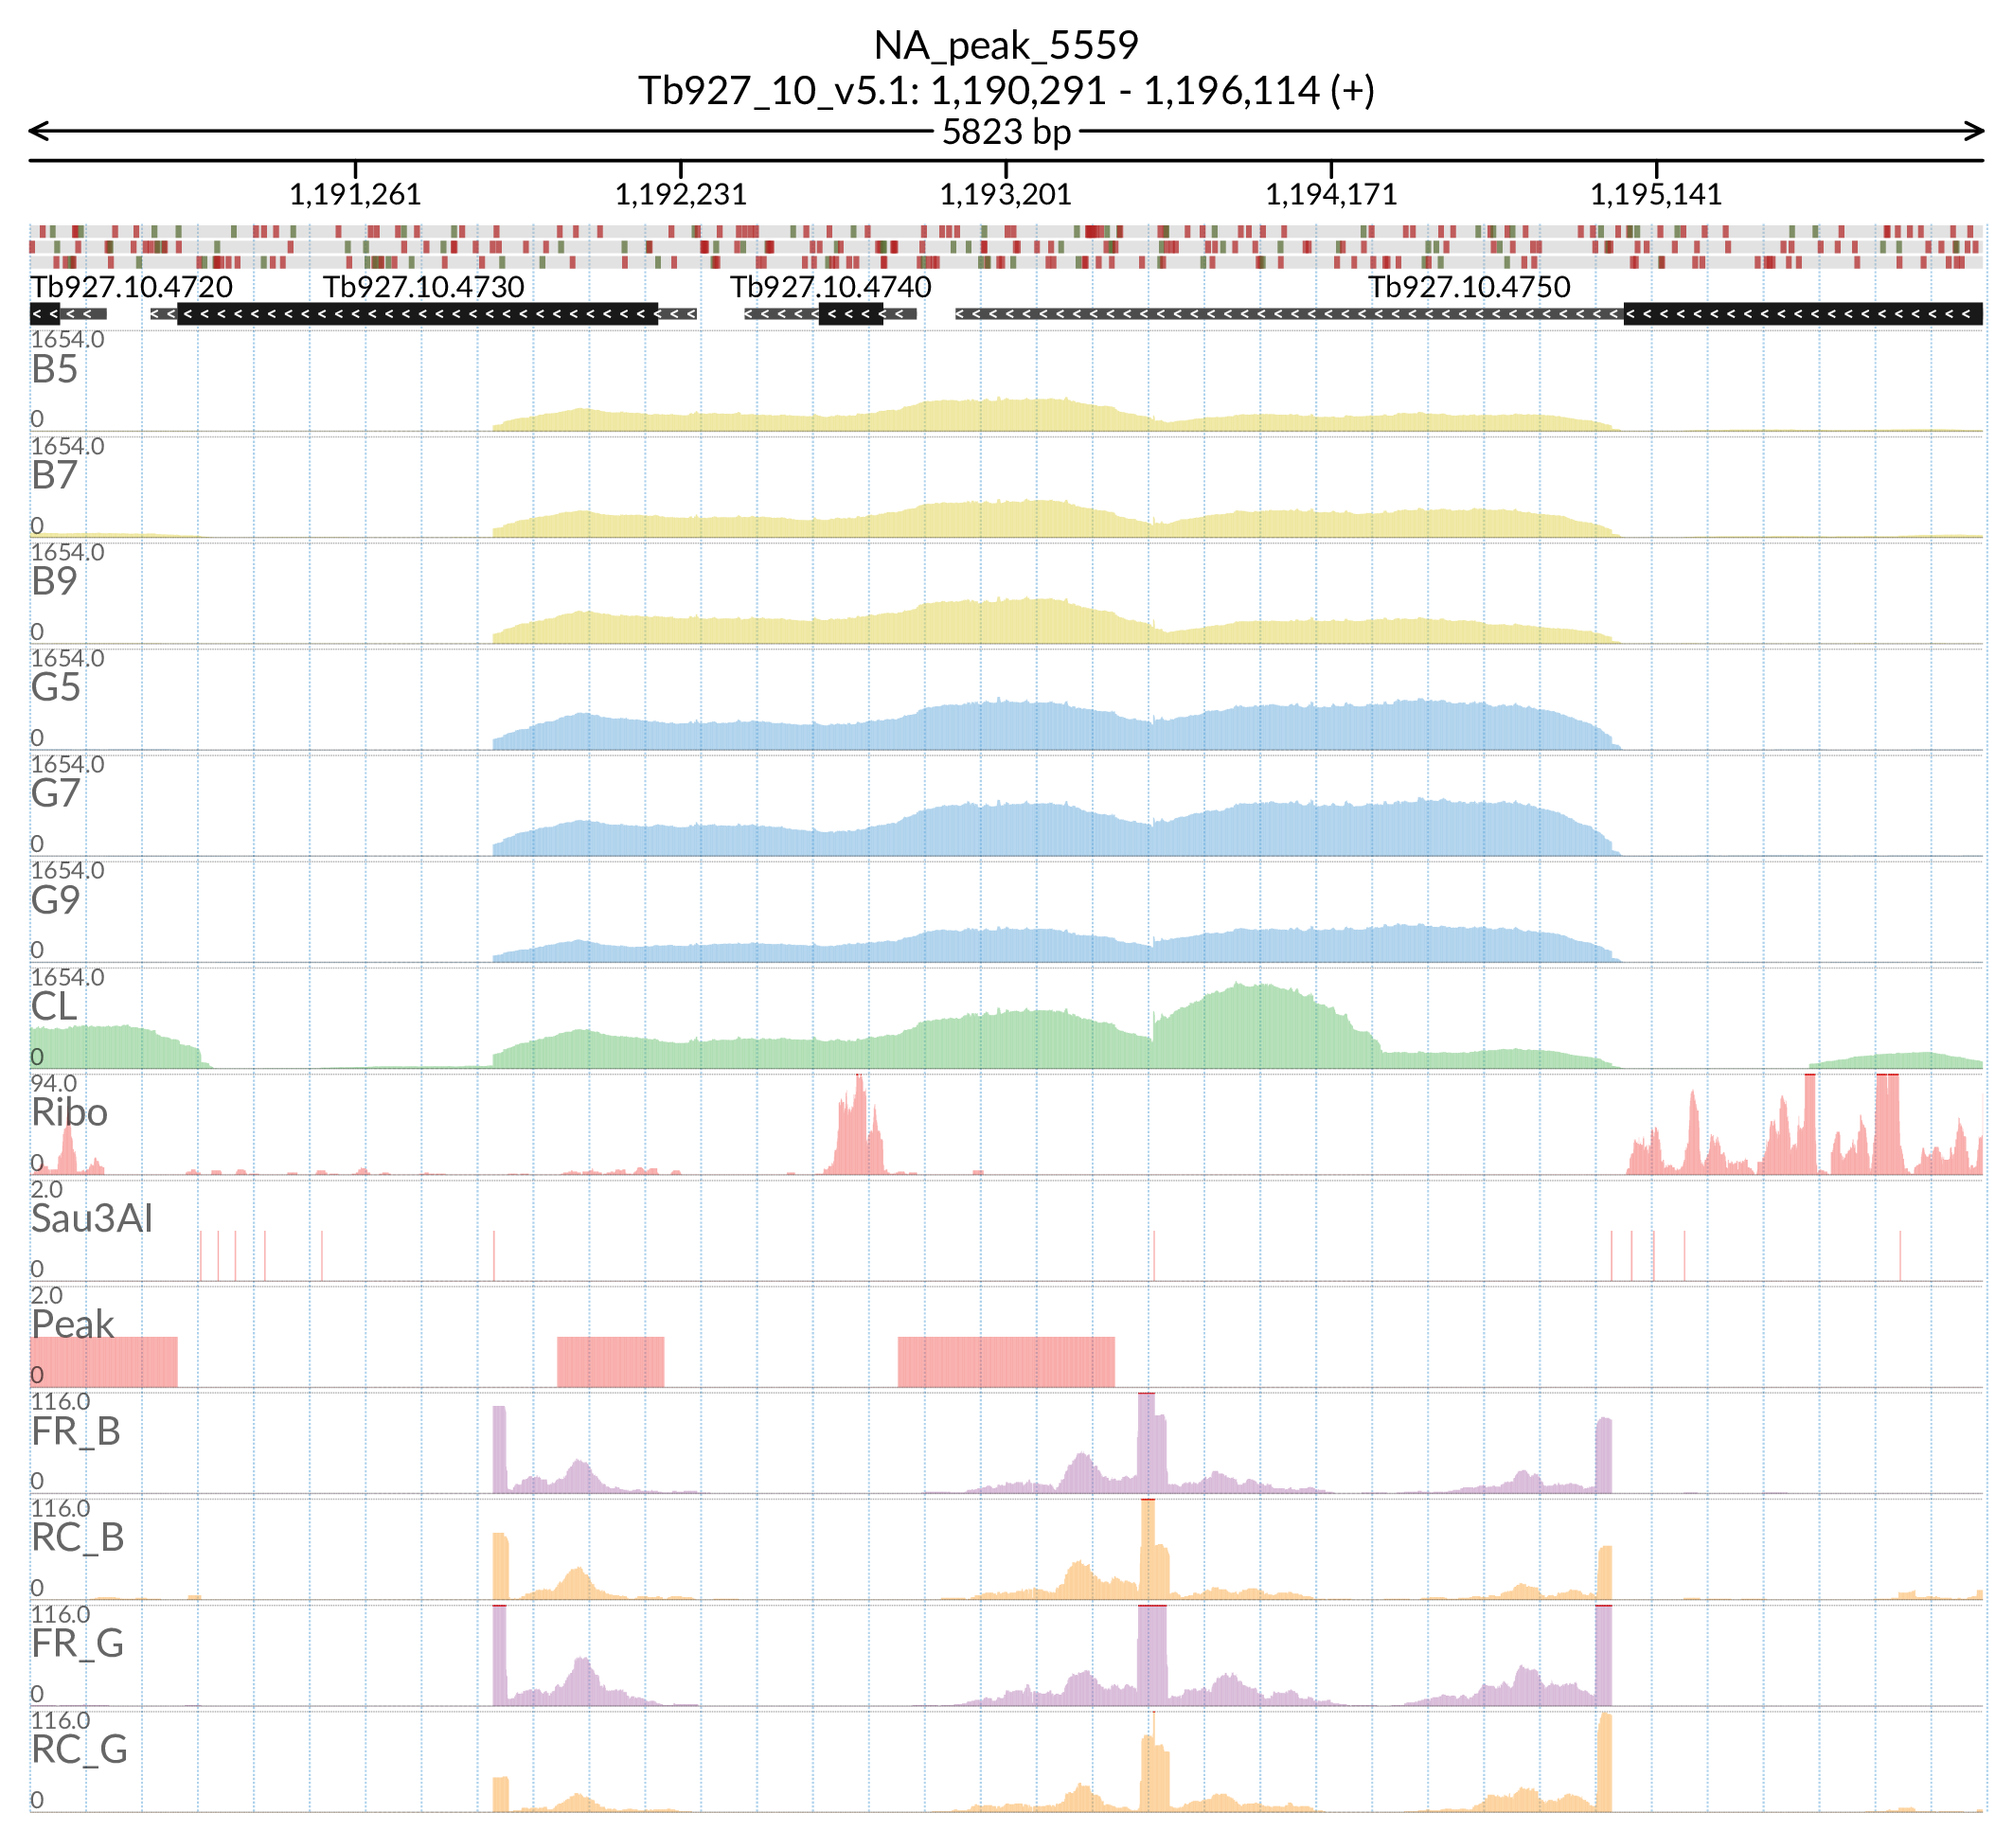 NA_peak_5559
Tb927_10_v5.1: 1,190,291 - 1,196,114 (+)
5823 bp
1,191,261 1,192,231 1,193,201 1,194,171 1,195,141
Tb927.10.4720 Tb927.10.4730 Tb927.10.4740 Tb927.10.4750
1654.0
B5
0
1654.0
B7
0
1654.0
B9
0
1654.0
G5
0
1654.0
G7
0
1654.0
G9
0
1654.0
CL
0
94.0
Ribo
0
2.0
Sau3AI
0
2.0
Peak
0
116.0
FR_B
0
116.0
RC_B
0
116.0
FR_G
0
116.0
RC_G
0